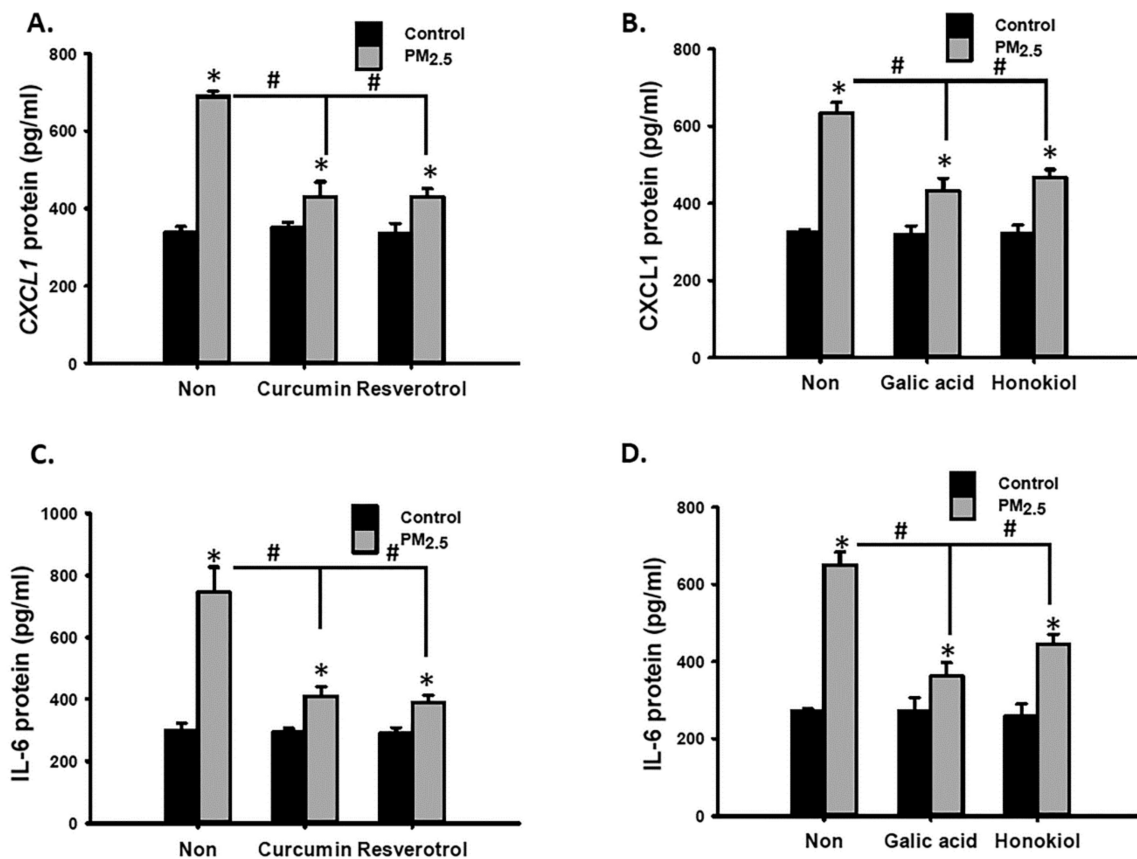 A.
Control
PM2.5
800
600
400
200
0
CXCL1 protein (pg/ml)
*
#
#
*
*
Non
Curcumin
Resverotrol
B.
Control
PM2.5
800
600
400
200
0
CXCL1 protein (pg/ml)
*
#
#
*
*
Non
Galic acid
Honokiol
C.
Control
PM2.5
1000
800
600
400
200
0
IL-6 protein (pg/ml)
*
#
#
*
*
Non
Curcumin
Resverotrol
D.
Control
PM2.5
800
600
400
200
0
IL-6 protein (pg/ml)
*
#
#
*
*
Non
Galic acid
Honokiol